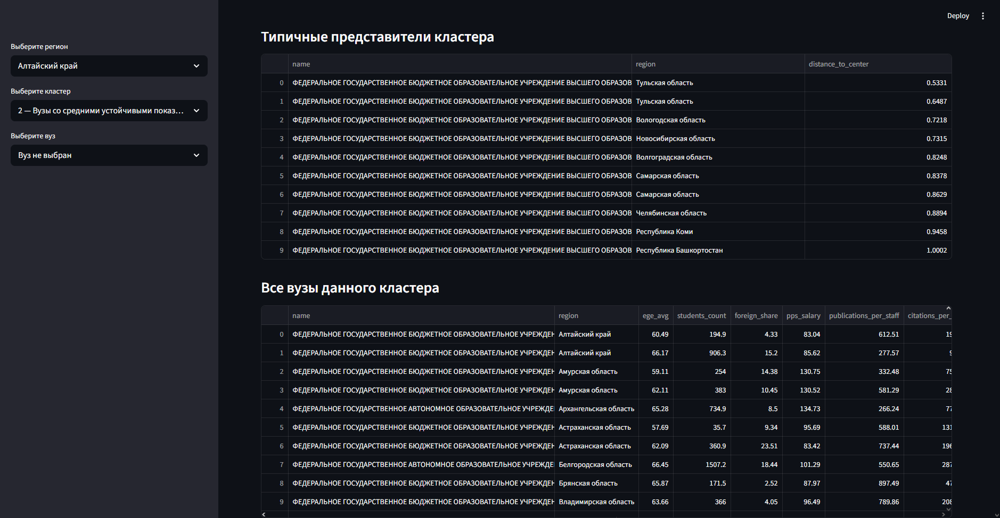 Deploy
Выберите регион
Алтайский край
Выберите кластер
2 — Вузы со средними устойчивыми показ...
Выберите вуз
Вуз не выбран
Типичные представители кластера
name region distance_to_center
0 ФЕДЕРАЛЬНОЕ ГОСУДАРСТВЕННОЕ БЮДЖЕТНОЕ ОБРАЗОВАТЕЛЬНОЕ УЧРЕЖДЕНИЕ ВЫСШЕГО ОБРАЗОВ Тульская область 0.5331
1 ФЕДЕРАЛЬНОЕ ГОСУДАРСТВЕННОЕ БЮДЖЕТНОЕ ОБРАЗОВАТЕЛЬНОЕ УЧРЕЖДЕНИЕ ВЫСШЕГО ОБРАЗОВ Тульская область 0.6487
2 ФЕДЕРАЛЬНОЕ ГОСУДАРСТВЕННОЕ БЮДЖЕТНОЕ ОБРАЗОВАТЕЛЬНОЕ УЧРЕЖДЕНИЕ ВЫСШЕГО ОБРАЗОВ Вологодская область 0.7218
3 ФЕДЕРАЛЬНОЕ ГОСУДАРСТВЕННОЕ БЮДЖЕТНОЕ ОБРАЗОВАТЕЛЬНОЕ УЧРЕЖДЕНИЕ ВЫСШЕГО ОБРАЗОВ Новосибирская область 0.7315
4 ФЕДЕРАЛЬНОЕ ГОСУДАРСТВЕННОЕ БЮДЖЕТНОЕ ОБРАЗОВАТЕЛЬНОЕ УЧРЕЖДЕНИЕ ВЫСШЕГО ОБРАЗОВ Волгоградская область 0.8248
5 ФЕДЕРАЛЬНОЕ ГОСУДАРСТВЕННОЕ БЮДЖЕТНОЕ ОБРАЗОВАТЕЛЬНОЕ УЧРЕЖДЕНИЕ ВЫСШЕГО ОБРАЗОВ Самарская область 0.8378
6 ФЕДЕРАЛЬНОЕ ГОСУДАРСТВЕННОЕ БЮДЖЕТНОЕ ОБРАЗОВАТЕЛЬНОЕ УЧРЕЖДЕНИЕ ВЫСШЕГО ОБРАЗОВ Самарская область 0.8629
7 ФЕДЕРАЛЬНОЕ ГОСУДАРСТВЕННОЕ БЮДЖЕТНОЕ ОБРАЗОВАТЕЛЬНОЕ УЧРЕЖДЕНИЕ ВЫСШЕГО ОБРАЗОВ Челябинская область 0.8894
8 ФЕДЕРАЛЬНОЕ ГОСУДАРСТВЕННОЕ БЮДЖЕТНОЕ ОБРАЗОВАТЕЛЬНОЕ УЧРЕЖДЕНИЕ ВЫСШЕГО ОБРАЗОВ Республика Коми 0.9458
9 ФЕДЕРАЛЬНОЕ ГОСУДАРСТВЕННОЕ БЮДЖЕТНОЕ ОБРАЗОВАТЕЛЬНОЕ УЧРЕЖДЕНИЕ ВЫСШЕГО ОБРАЗОВ Республика Башкортостан 1.0002
Все вузы данного кластера
name region ege_avg students_count foreign_share pps_salary publications_per_staff citations_per_
0 ФЕДЕРАЛЬНОЕ ГОСУДАРСТВЕННОЕ БЮДЖЕТНОЕ ОБРАЗОВАТЕЛЬНОЕ УЧРЕЖДЕН Алтайский край 60.49 194.9 4.33 83.04 612.51 19
1 ФЕДЕРАЛЬНОЕ ГОСУДАРСТВЕННОЕ БЮДЖЕТНОЕ ОБРАЗОВАТЕЛЬНОЕ УЧРЕЖДЕН Алтайский край 66.17 906.3 15.2 85.62 277.57 9
2 ФЕДЕРАЛЬНОЕ ГОСУДАРСТВЕННОЕ БЮДЖЕТНОЕ ОБРАЗОВАТЕЛЬНОЕ УЧРЕЖДЕН Амурская область 59.11 254 14.38 130.75 332.48 75
3 ФЕДЕРАЛЬНОЕ ГОСУДАРСТВЕННОЕ БЮДЖЕТНОЕ ОБРАЗОВАТЕЛЬНОЕ УЧРЕЖДЕН Амурская область 62.11 383 10.45 130.52 581.29 28
4 ФЕДЕРАЛЬНОЕ ГОСУДАРСТВЕННОЕ АВТОНОМНОЕ ОБРАЗОВАТЕЛЬНОЕ УЧРЕЖДЕ Архангельская область 65.28 734.9 8.5 134.73 266.24 77
5 ФЕДЕРАЛЬНОЕ ГОСУДАРСТВЕННОЕ БЮДЖЕТНОЕ ОБРАЗОВАТЕЛЬНОЕ УЧРЕЖДЕН Астраханская область 57.69 35.7 9.34 95.69 588.01 131
6 ФЕДЕРАЛЬНОЕ ГОСУДАРСТВЕННОЕ БЮДЖЕТНОЕ ОБРАЗОВАТЕЛЬНОЕ УЧРЕЖДЕН Астраханская область 62.09 360.9 23.51 83.42 737.44 196
7 ФЕДЕРАЛЬНОЕ ГОСУДАРСТВЕННОЕ АВТОНОМНОЕ ОБРАЗОВАТЕЛЬНОЕ УЧРЕЖДЕ Белгородская область 66.45 1507.2 18.44 101.29 550.65 287
8 ФЕДЕРАЛЬНОЕ ГОСУДАРСТВЕННОЕ БЮДЖЕТНОЕ ОБРАЗОВАТЕЛЬНОЕ УЧРЕЖДЕН Брянская область 65.87 171.5 2.52 87.97 897.49 47
9 ФЕДЕРАЛЬНОЕ ГОСУДАРСТВЕННОЕ БЮДЖЕТНОЕ ОБРАЗОВАТЕЛЬНОЕ УЧРЕЖДЕН Владимирская область 63.66 366 4.05 96.49 789.86 208